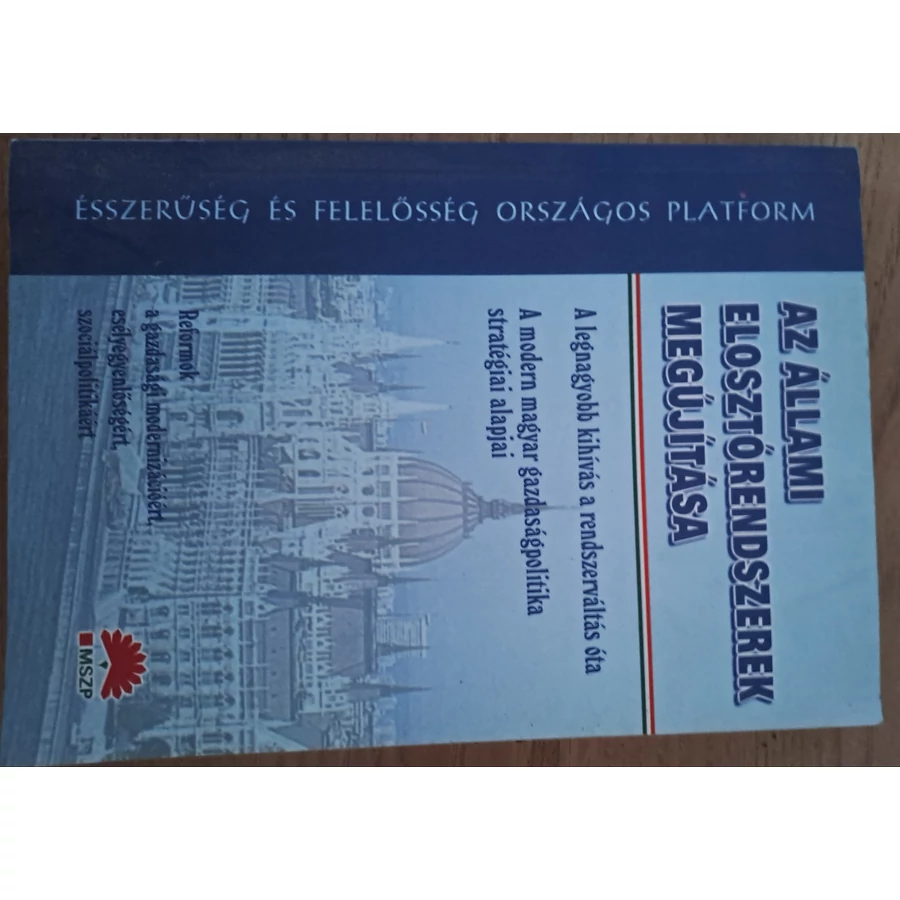 ÉSSZERŰSÉG ÉS FELELŐSSÉG ORSZÁGOS PLATFORM
AZ ÁLLAMI
ELOSZTÓRENDSZEREK
MEGÚJÍTÁSA
A legnagyobb kihívás a rendszerváltás óta
A modern magyar gazdaságpolitika
stratégiai alapjai
Reformok
a gazdasági modernizációért,
esélyegyenlőségért,
szociálpolitikáért
MSZP